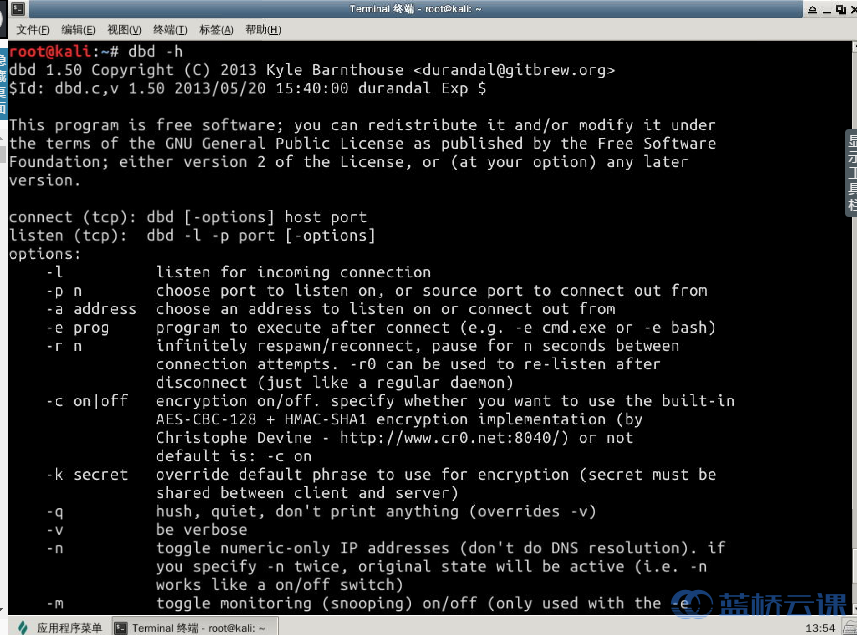 Terminal 终端 - root@kali: ~
文件(F) 编辑(E) 视图(V) 终端(T) 标签(A) 帮助(H)
root@kali:~# dbd -h
dbd 1.50 Copyright (C) 2013 Kyle Barnthouse <durandal@gitbrew.org>
$Id: dbd.c,v 1.50 2013/05/20 15:40:00 durandal Exp $
This program is free software; you can redistribute it and/or modify it under
the terms of the GNU General Public License as published by the Free Software
Foundation; either version 2 of the License, or (at your option) any later
version.
connect (tcp): dbd [-options] host port
listen (tcp): dbd -l -p port [-options]
options:
-l listen for incoming connection
-p n choose port to listen on, or source port to connect out from
-a address choose an address to listen on or connect out from
-e prog program to execute after connect (e.g. -e cmd.exe or -e bash)
-r n infinitely respawn/reconnect, pause for n seconds between
connection attempts. -r0 can be used to re-listen after
disconnect (just like a regular daemon)
-c on|off encryption on/off. specify whether you want to use the built-in
AES-CBC-128 + HMAC-SHA1 encryption implementation (by
Christophe Devine - http://www.cr0.net:8040/) or not
default is: -c on
-k secret override default phrase to use for encryption (secret must be
shared between client and server)
-q hush, quiet, don't print anything (overrides -v)
-v be verbose
-n toggle numeric-only IP addresses (don't do DNS resolution). if
you specify -n twice, original state will be active (i.e. -n
works like a on/off switch)
-m toggle monitoring (snooping) on/off (only used with the -e
显示工具栏
蓝桥云课
应用程序菜单 Terminal 终端 - root@kali: ~ 13:54